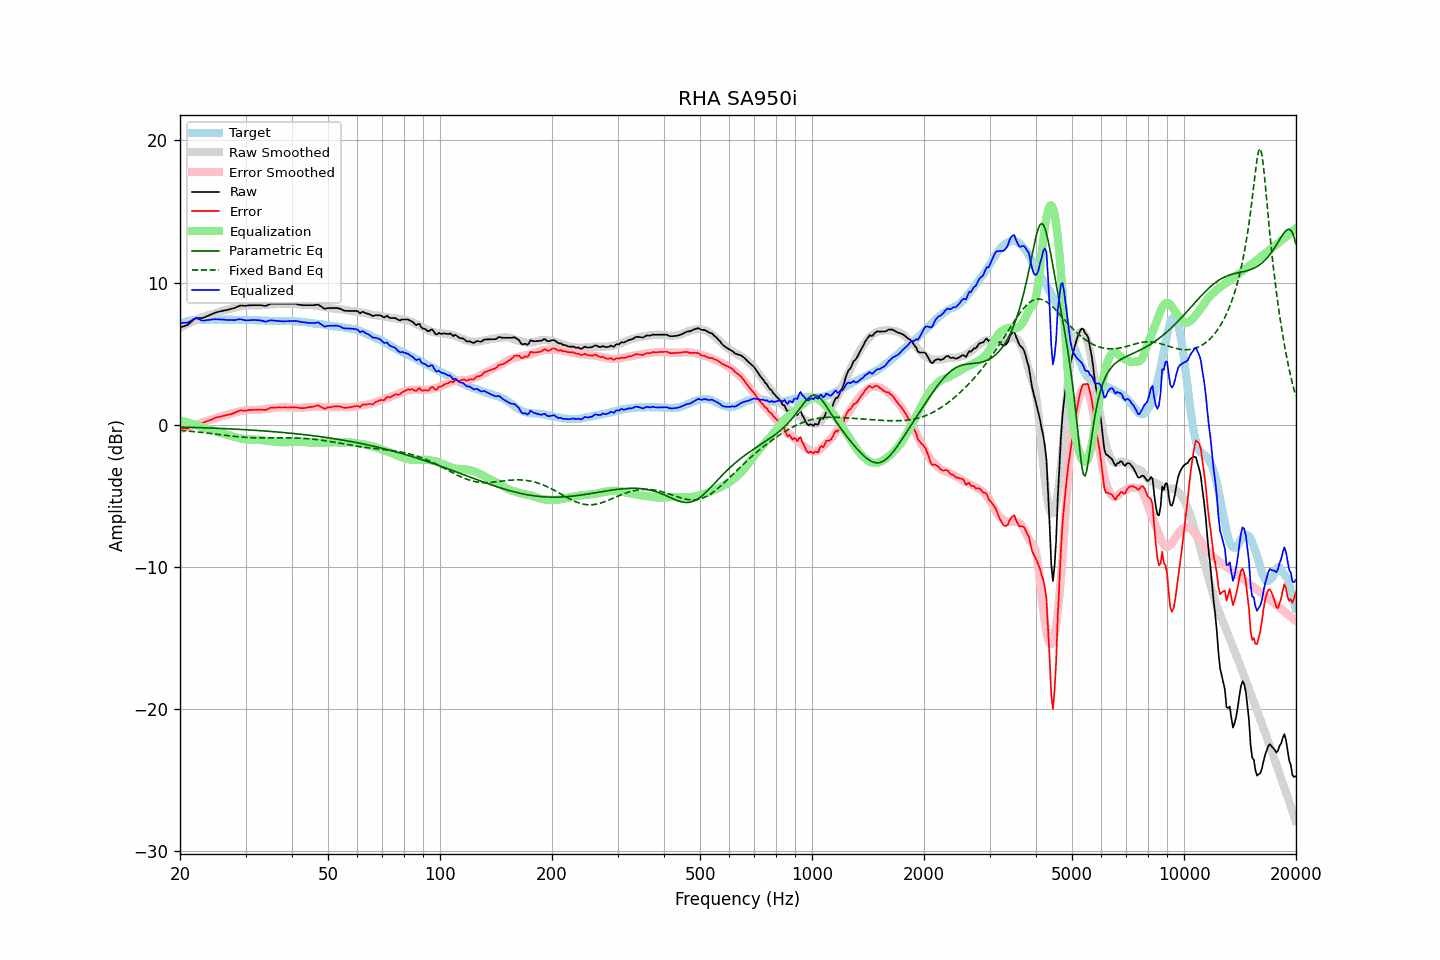 RHA SA950i
Target
Raw Smoothed
Error Smoothed
Raw
Error
Equalization
Parametric Eq
Fixed Band Eq
Equalized
20
10
0
−10
−20
−30
Amplitude (dBr)
20 50 100 200 500 1000 2000 5000 10000 20000
Frequency (Hz)